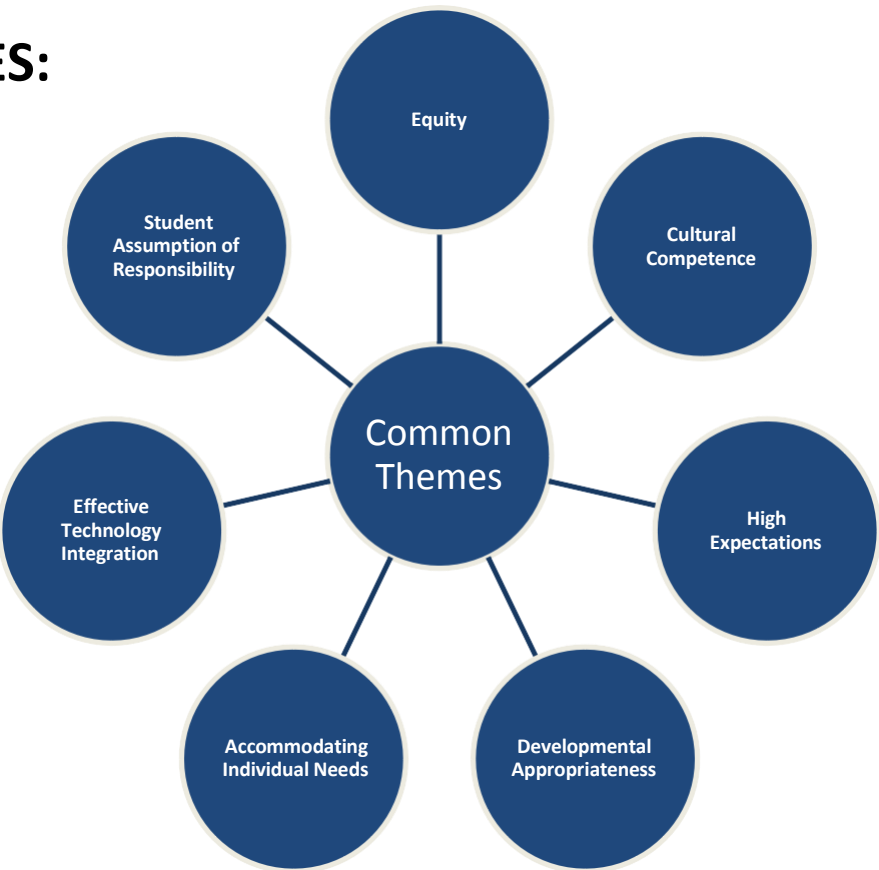 ES:
Equity
Cultural
Competence
High
Expectations
Developmental
Appropriateness
Accommodating
Individual Needs
Effective
Technology
Integration
Student
Assumption of
Responsibility
Common
Themes